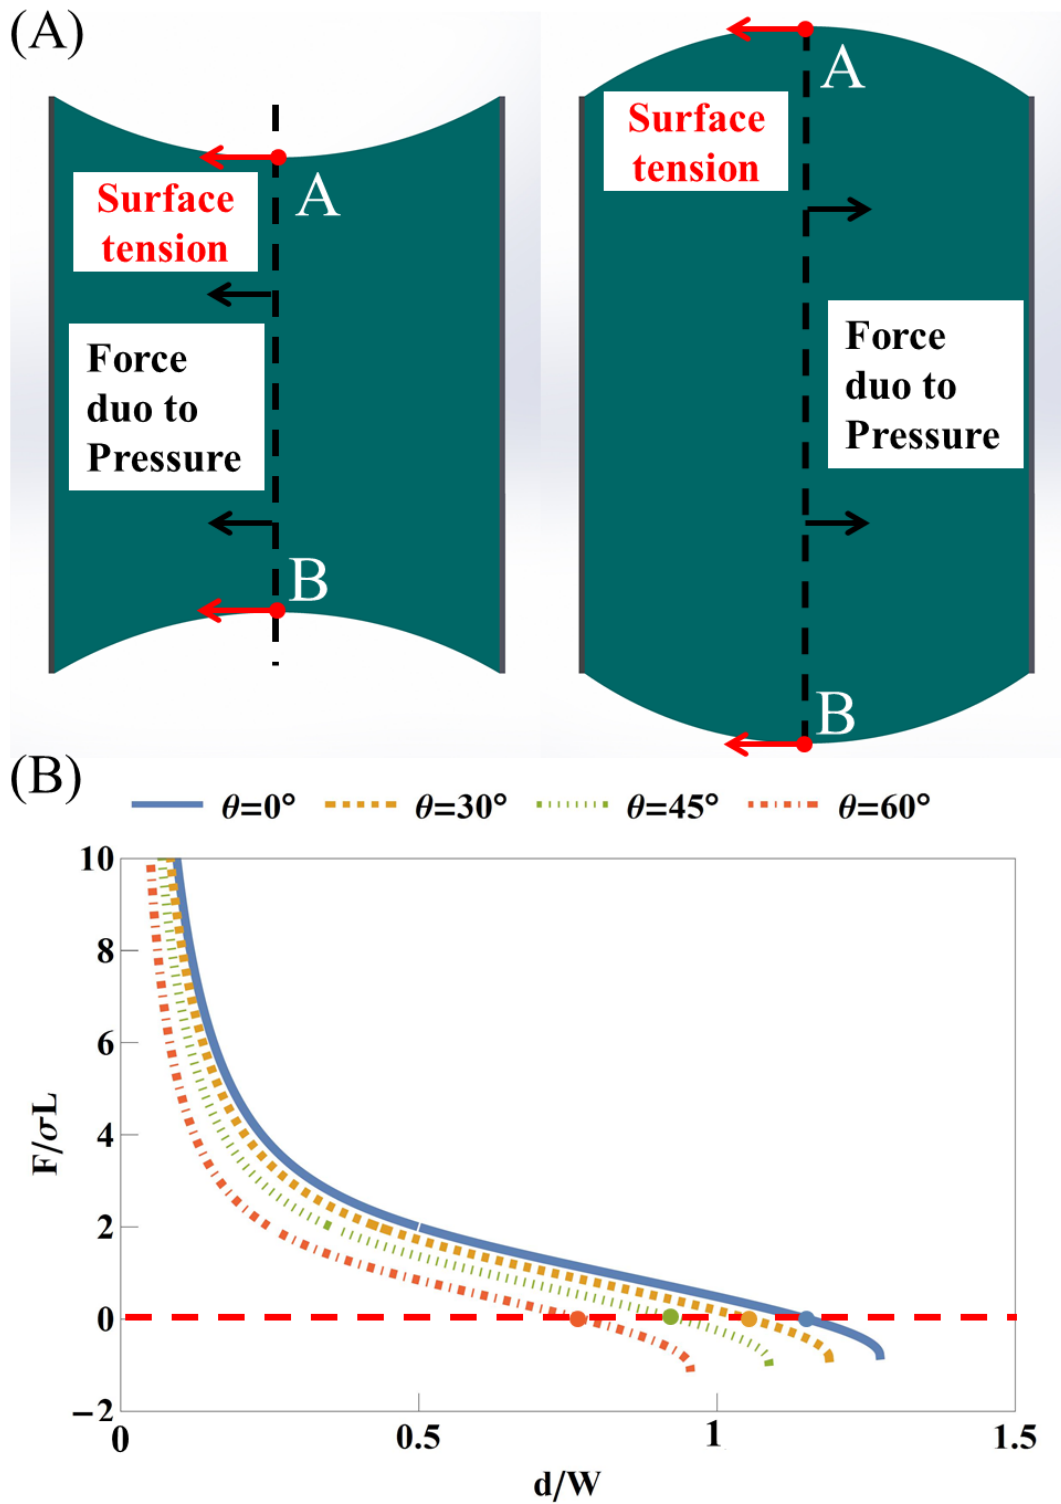 (A)
A
Surface
tension
A
Surface
tension
Force
duo to
Pressure
Force
duo to
Pressure
B
B
(B)
θ=0° θ=30° θ=45° θ=60°
10
8
6
4
2
0
−2
F/σL
0 0.5 1 1.5
d/W